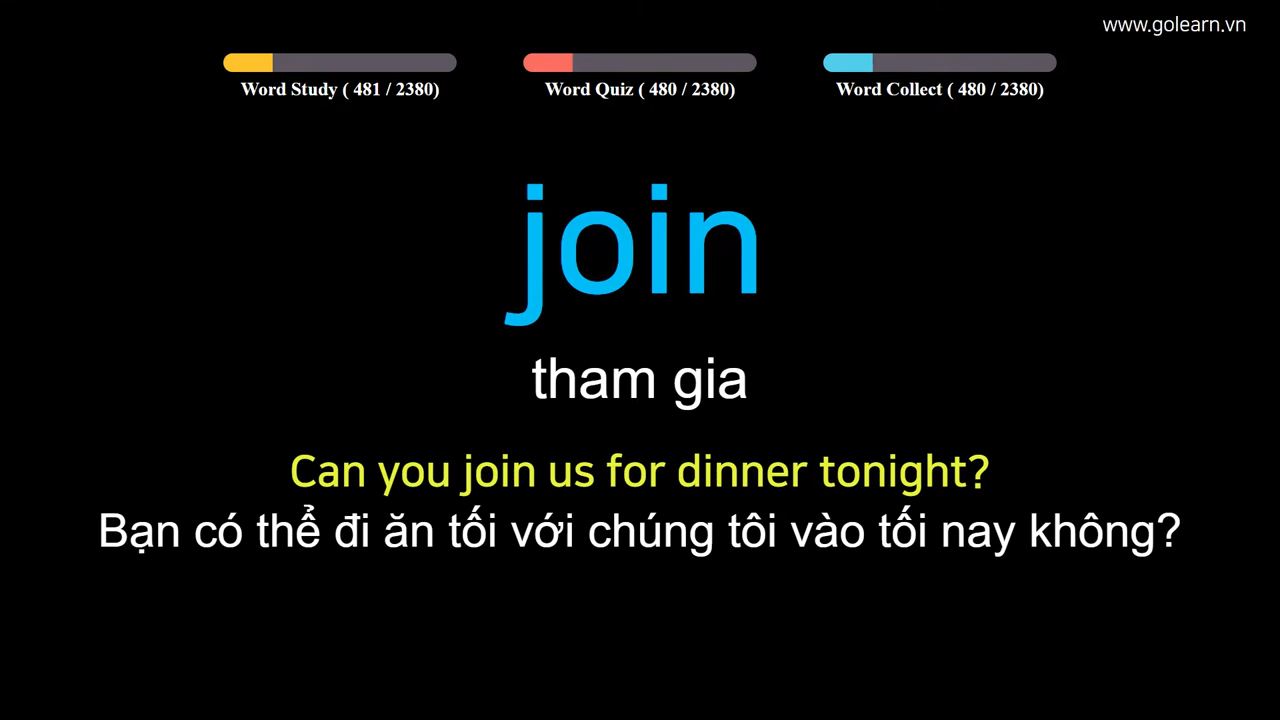 www.golearn.vn
Word Study ( 481 / 2380)
Word Quiz ( 480 / 2380)
Word Collect ( 480 / 2380)
join
tham gia
Can you join us for dinner tonight?
Bạn có thể đi ăn tối với chúng tôi vào tối nay không?